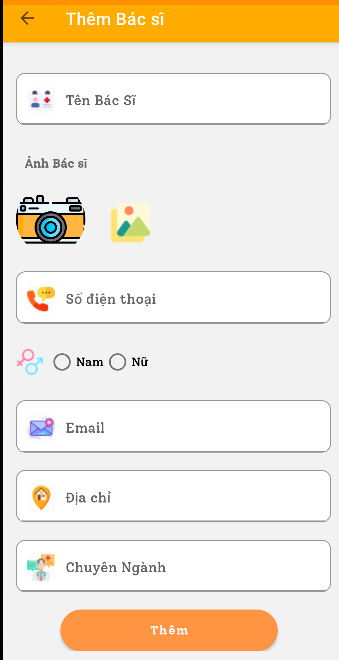 Thêm Bác sĩ
Tên Bác Sĩ
Ảnh Bác sĩ
Số điện thoại
Nam Nữ
Email
Địa chỉ
Chuyên Ngành
Thêm